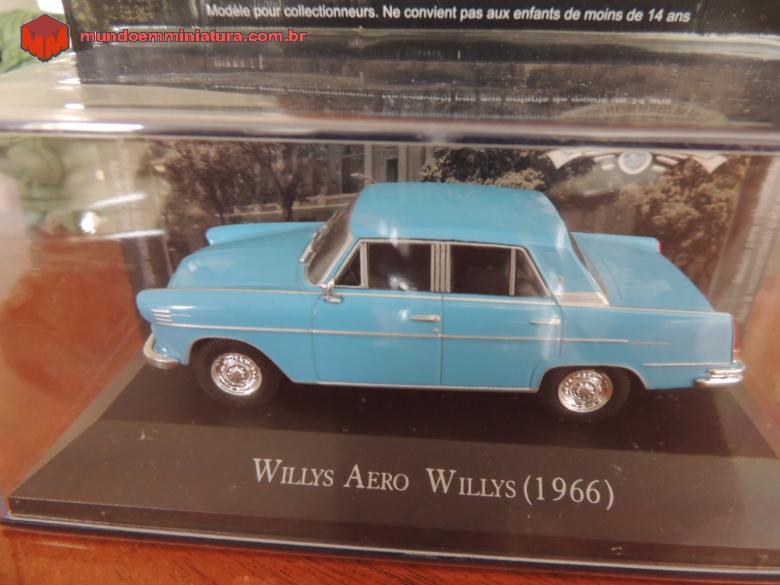 Modèle pour collectionneurs. Ne convient pas aux enfants de moins de 14 ans
mundoemminiatura.com.br
WILLYS AERO WILLYS (1966)